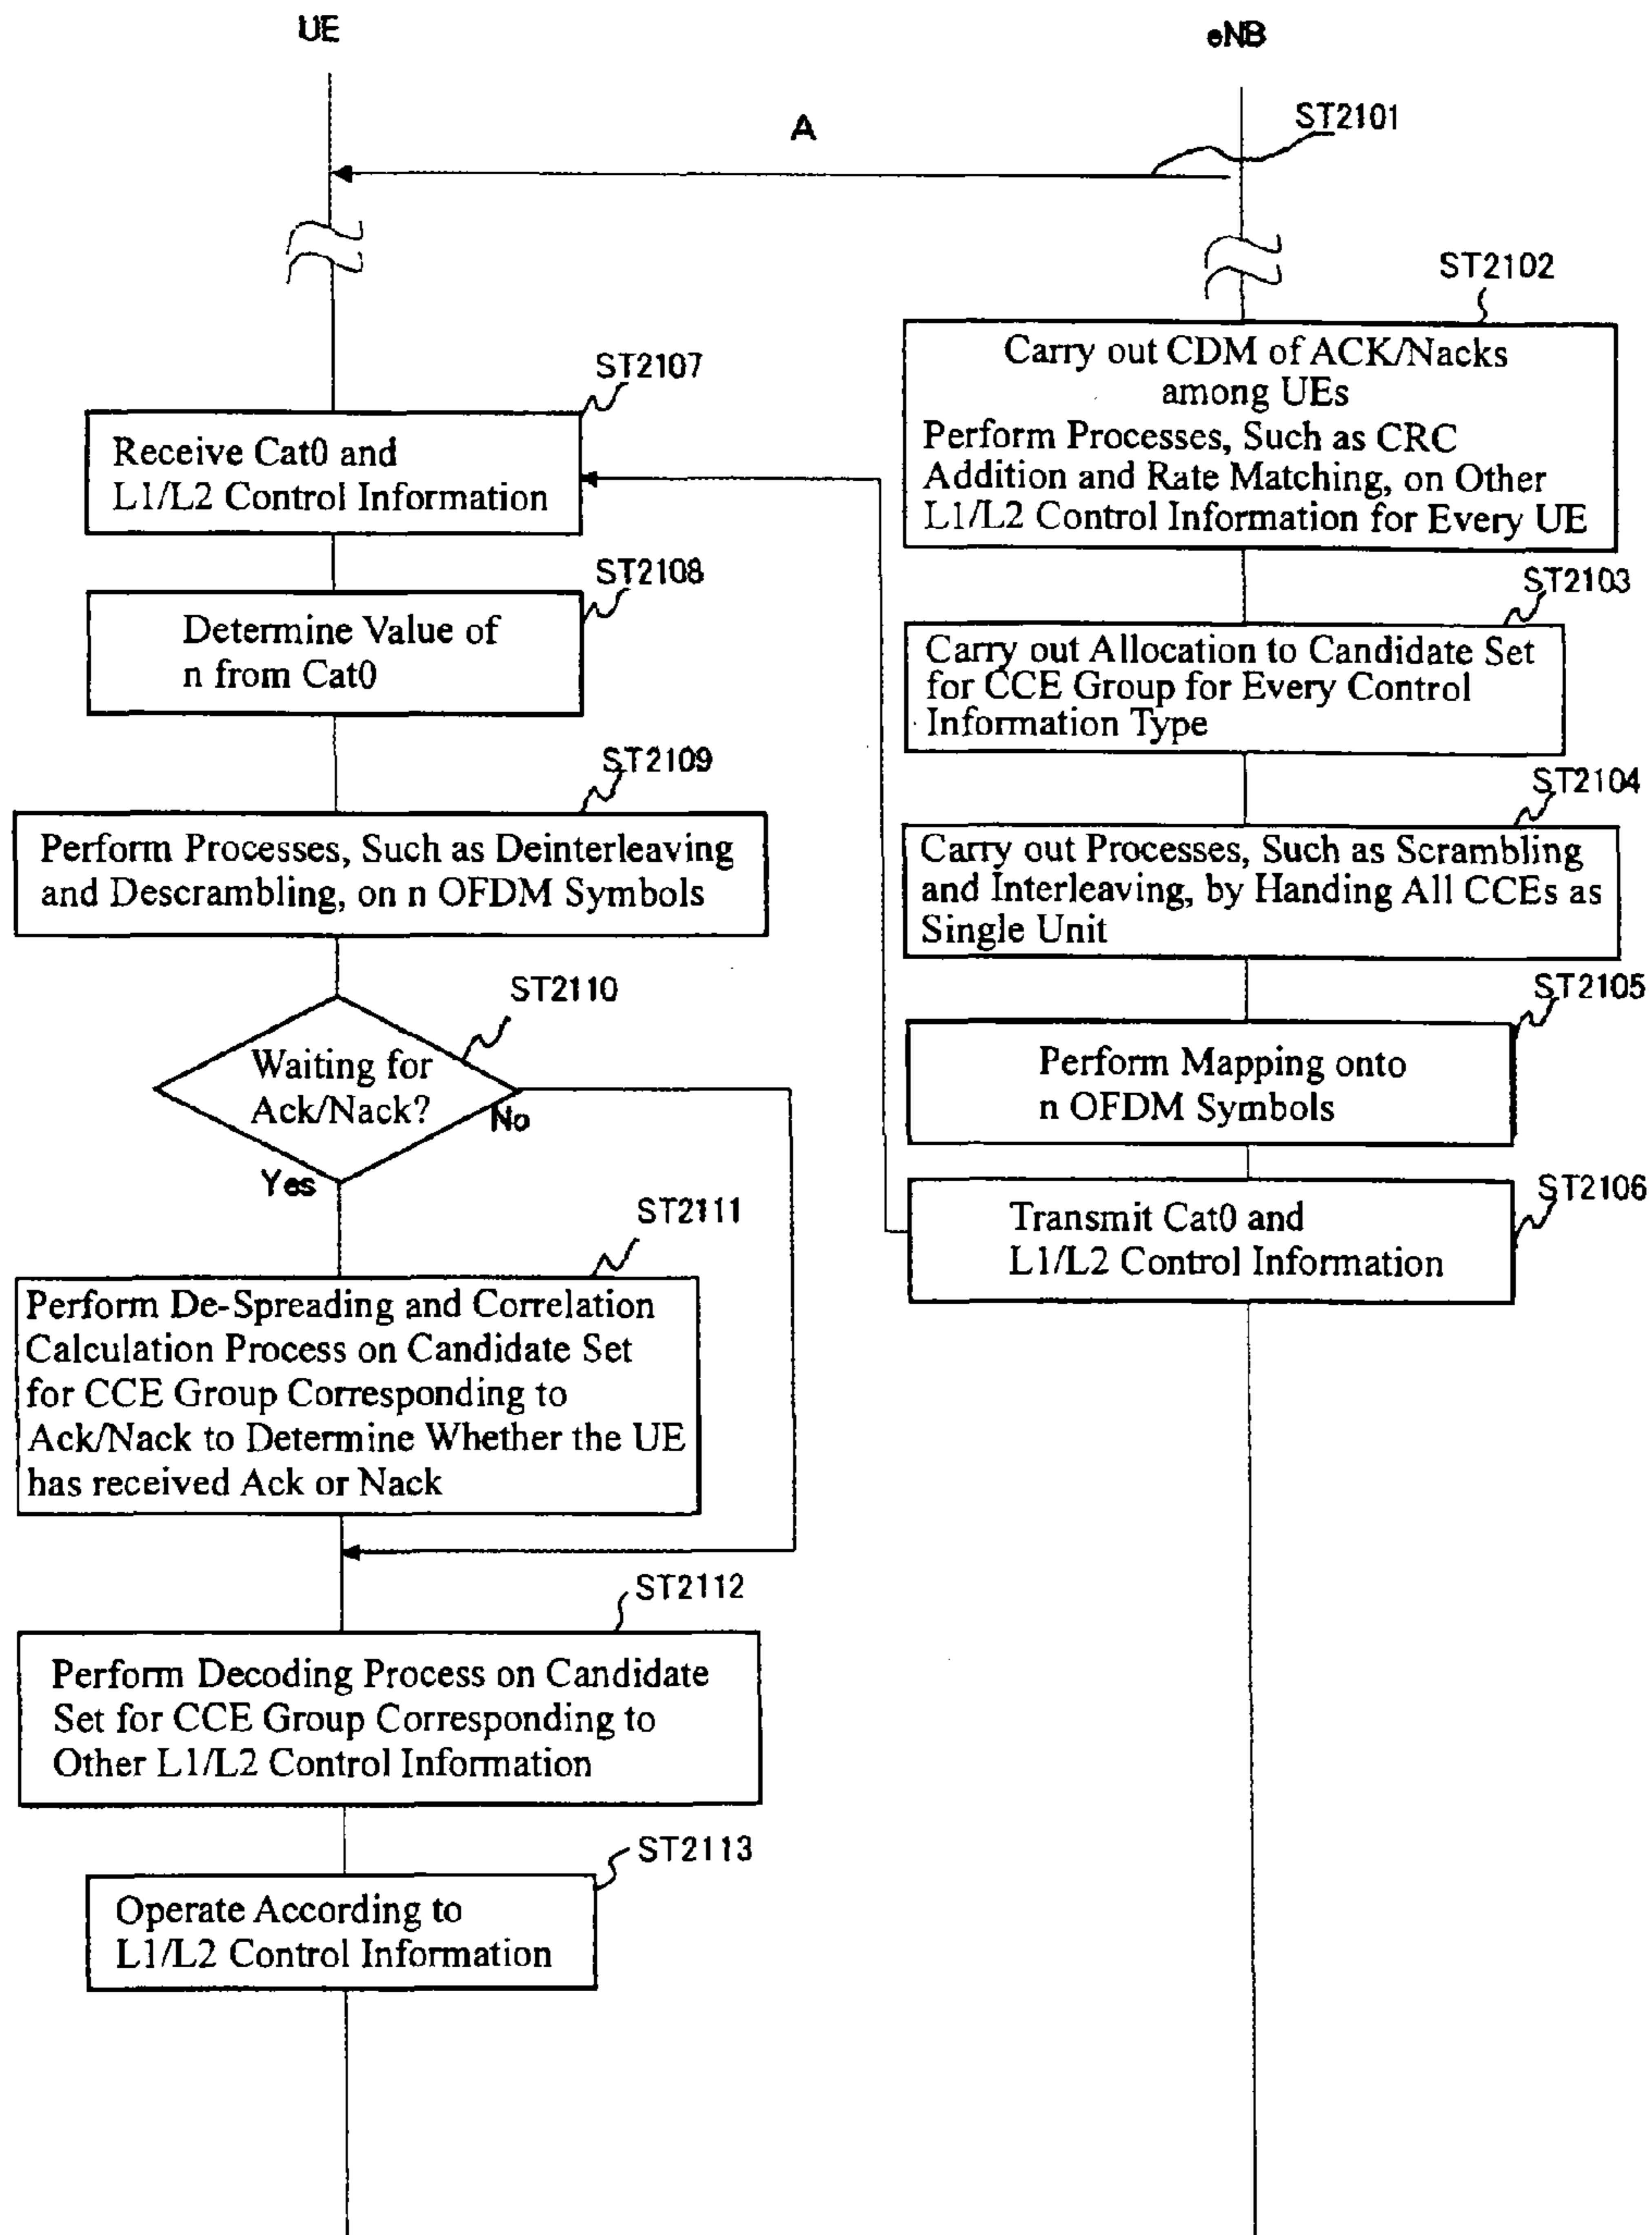 UE
eNB
A
ST2101
ST2102
Carry out CDM of ACK/Nacks
among UEs
Perform Processes, Such as CRC
Addition and Rate Matching, on Other
L1/L2 Control Information for Every UE
ST2107
Receive Cat0 and
L1/L2 Control Information
ST2108
Determine Value of
n from Cat0
ST2103
Carry out Allocation to Candidate Set
for CCE Group for Every Control
Information Type
ST2109
Perform Processes, Such as Deinterleaving
and Descrambling, on n OFDM Symbols
ST2104
Carry out Processes, Such as Scrambling
and Interleaving, by Handing All CCEs as
Single Unit
ST2110
Waiting for
Ack/Nack?
No
Yes
ST2105
Perform Mapping onto
n OFDM Symbols
ST2106
Transmit Cat0 and
L1/L2 Control Information
ST2111
Perform De-Spreading and Correlation
Calculation Process on Candidate Set
for CCE Group Corresponding to
Ack/Nack to Determine Whether the UE
has received Ack or Nack
ST2112
Perform Decoding Process on Candidate
Set for CCE Group Corresponding to
Other L1/L2 Control Information
ST2113
Operate According to
L1/L2 Control Information